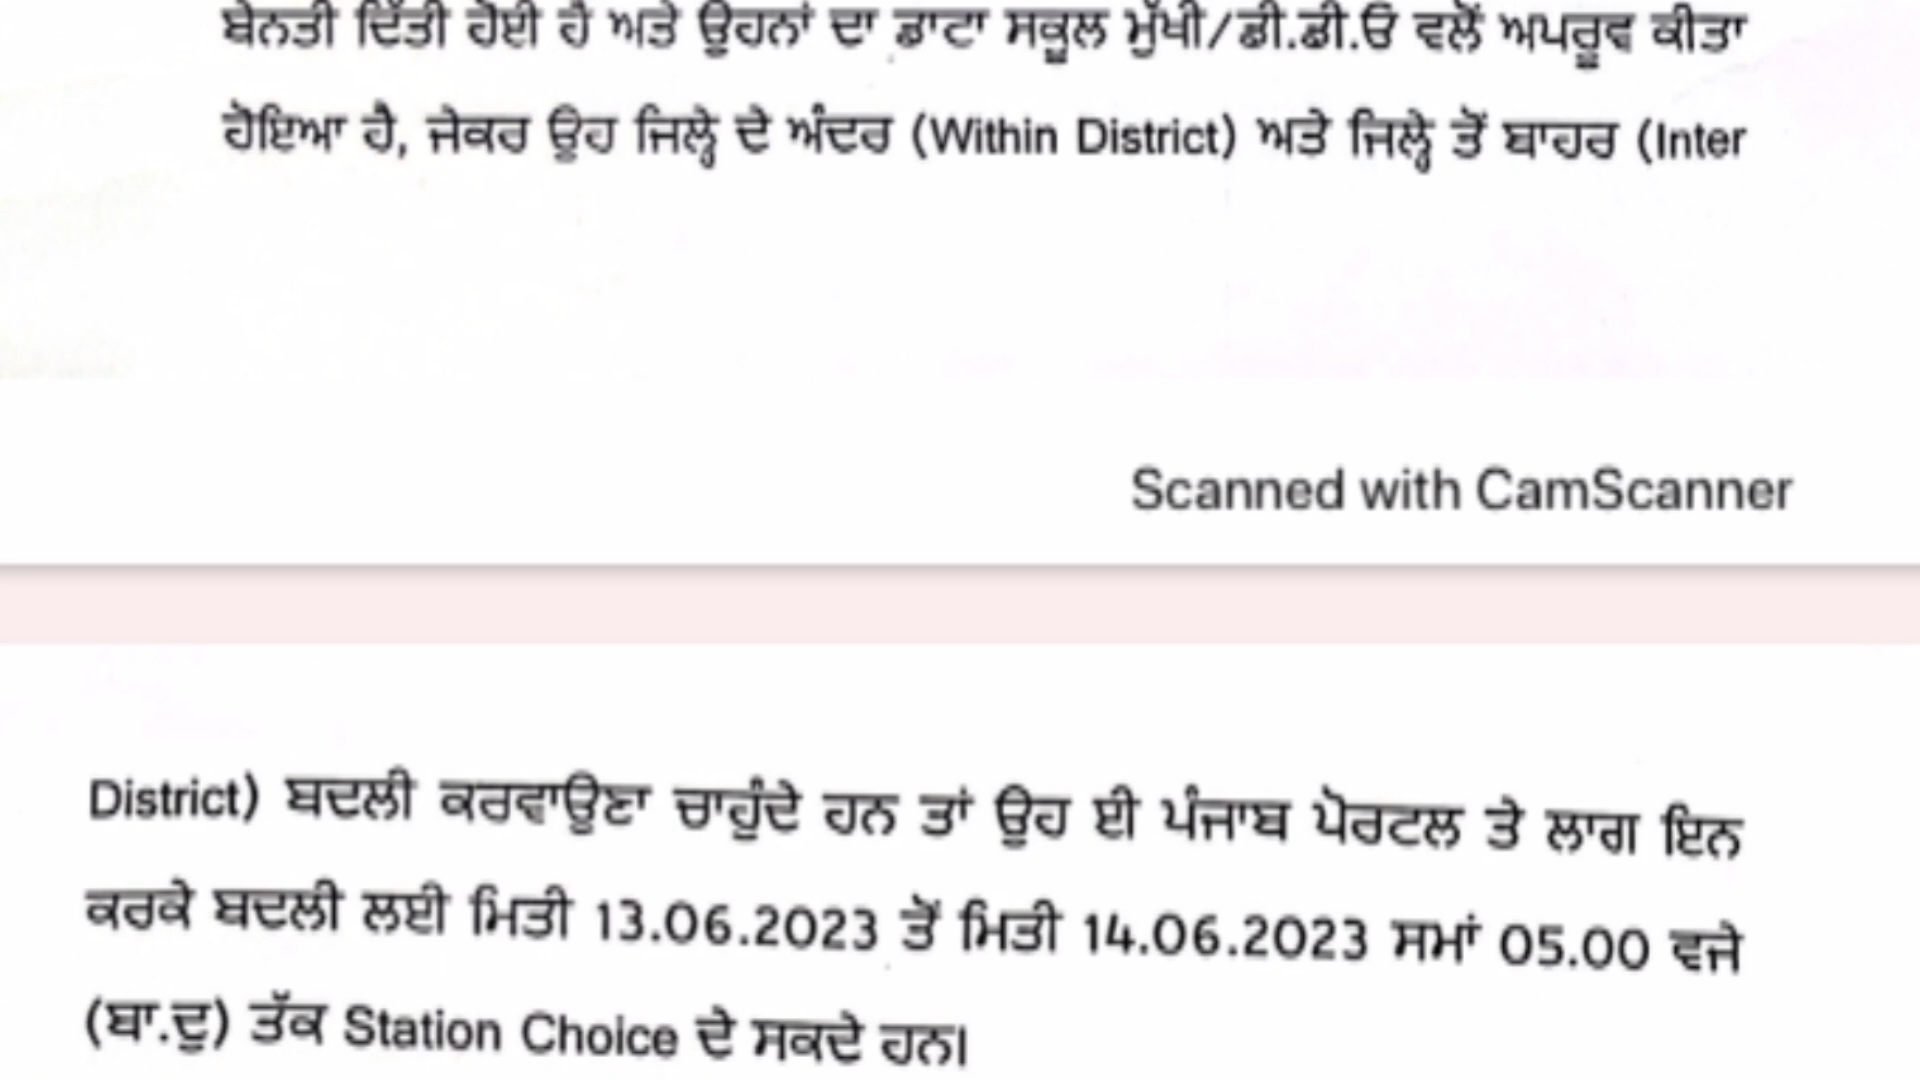 ਬੇਨਤੀ ਦਿੱਤੀ ਹੋਈ ਹੈ ਅਤੇ ਉਹਨਾਂ ਦਾ ਡਾਟਾ ਸਕੂਲ ਮੁੱਖੀ/ਡੀ.ਡੀ.ਓ ਵਲੋਂ ਅਪਰੂਵ ਕੀਤਾ
ਹੋਇਆ ਹੈ, ਜੇਕਰ ਉਹ ਜਿਲ੍ਹੇ ਦੇ ਅੰਦਰ (Within District) ਅਤੇ ਜਿਲ੍ਹੇ ਤੋਂ ਬਾਹਰ (Inter
Scanned with CamScanner
District) ਬਦਲੀ ਕਰਵਾਉਣਾ ਚਾਹੁੰਦੇ ਹਨ ਤਾਂ ਉਹ ਈ ਪੰਜਾਬ ਪੋਰਟਲ ਤੇ ਲਾਗ ਇਨ
ਕਰਕੇ ਬਦਲੀ ਲਈ ਮਿਤੀ 13.06.2023 ਤੋਂ ਮਿਤੀ 14.06.2023 ਸਮਾਂ 05.00 ਵਜੇ
(ਬਾ.ਦੁ) ਤੱਕ Station Choice ਦੇ ਸਕਦੇ ਹਨ।